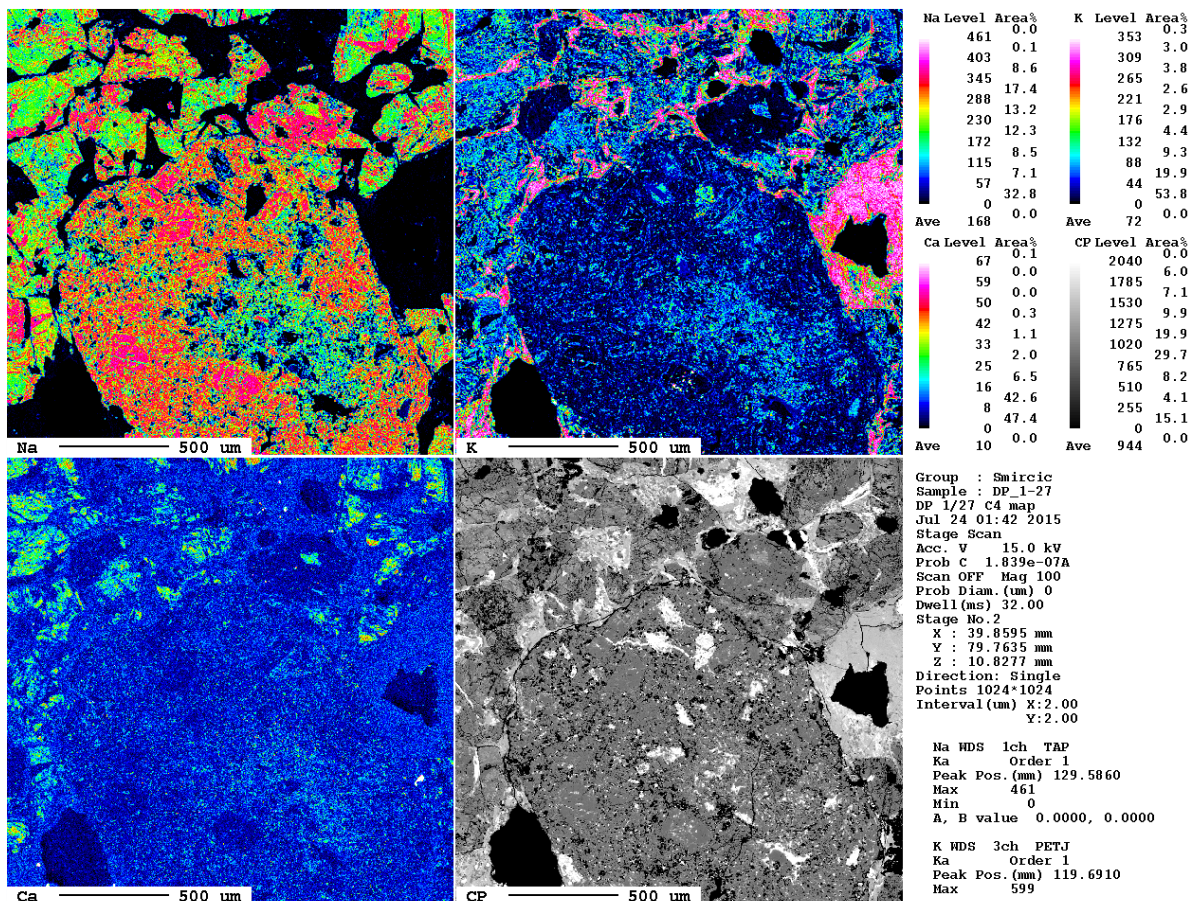 Na Level Area%
0.0
461
0.1
403
8.6
345
17.4
288
13.2
230
12.3
172
8.5
115
7.1
57
32.8
0
0.0
Ave 168
K Level Area%
0.3
353
3.0
309
3.8
265
2.6
221
2.9
176
4.4
132
9.3
88
19.9
44
53.8
0
0.0
Ave 72
Ca Level Area%
0.1
67
0.0
59
0.0
50
0.3
42
1.1
33
2.0
25
6.5
16
42.6
8
47.4
0
0.0
Ave 10
CP Level Area%
0.0
2040
6.0
1785
7.1
1530
9.9
1275
19.9
1020
29.7
765
8.2
510
4.1
255
15.1
0
0.0
Ave 944
Na 500 um
K 500 um
Ca 500 um
CP 500 um
Group : Smircic
Sample : DP_1-27
DP 1/27 C4 map
Jul 24 01:42 2015
Stage Scan
Acc. V 15.0 kV
Prob C 1.839e-07A
Scan OFF Mag 100
Prob Diam.(um) 0
Dwell(ms) 32.00
Stage No.2
X : 39.8595 mm
Y : 79.7635 mm
Z : 10.8277 mm
Direction: Single
Points 1024*1024
Interval(um) X:2.00
Y:2.00
Na WDS 1ch TAP
Ka Order 1
Peak Pos.(mm) 129.5860
Max 461
Min 0
A, B value 0.0000, 0.0000
K WDS 3ch PETJ
Ka Order 1
Peak Pos.(mm) 119.6910
Max 599